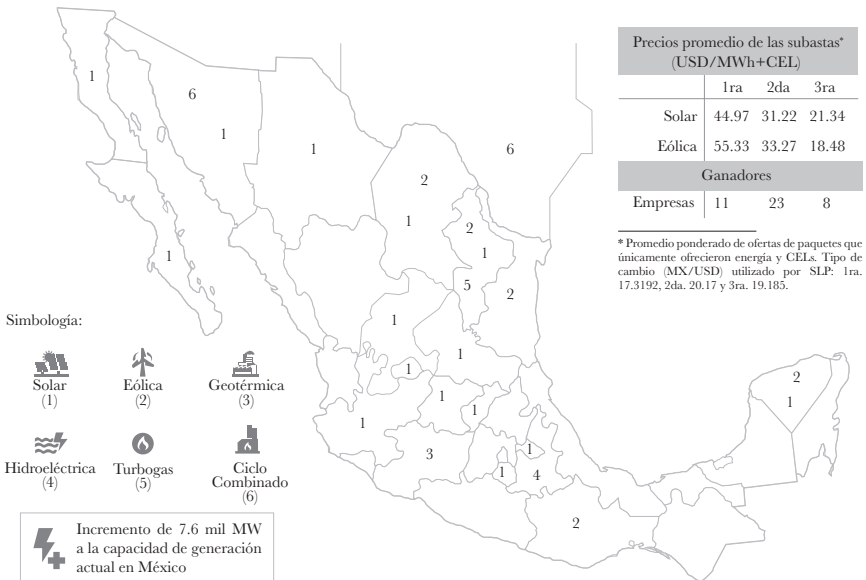 Precios promedio de las subastas*
(USD/MWh+CEL)
1ra 2da 3ra
Solar 44.97 31.22 21.34
Eólica 55.33 33.27 18.48
Ganadores
Empresas 11 23 8
* Promedio ponderado de ofertas de paquetes que
únicamente ofrecieron energía y CELs. Tipo de
cambio (MX/USD) utilizado por SLP: 1ra.
17.3192, 2da. 20.17 y 3ra. 19.185.
1
6
1
1
6
2
1
2
1
1
5
2
1
1
1
2
1
1
1
1
3
1
1
4
2
Simbología:
Solar
(1)
Eólica
(2)
Geotérmica
(3)
Hidroeléctrica
(4)
Turbogas
(5)
Ciclo
Combinado
(6)
Incremento de 7.6 mil MW
a la capacidad de generación
actual en México